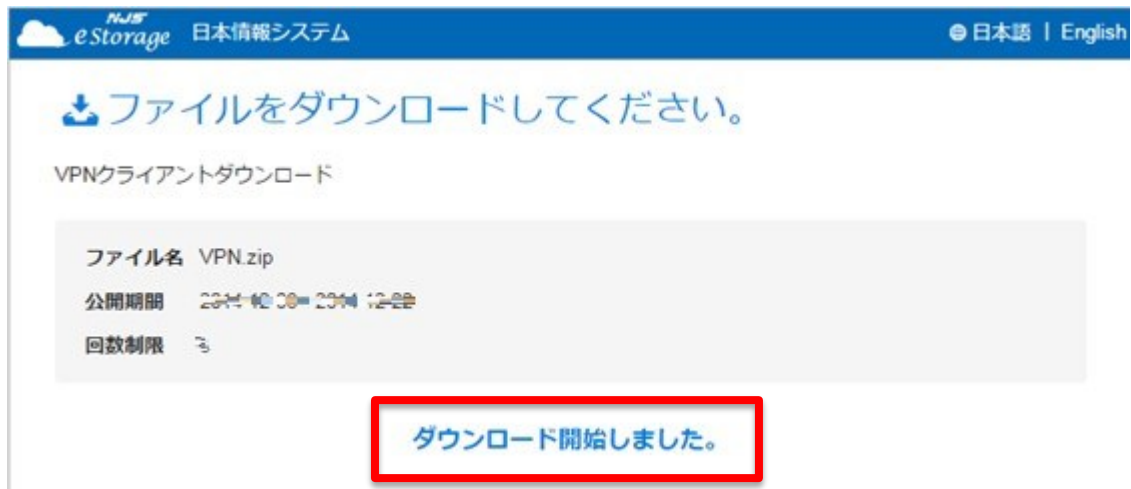 NJS
eStorage 日本情報システム 日本語 | English
ファイルをダウンロードしてください。
VPNクライアントダウンロード
ファイル名 VPN.zip
公開期間
回数制限
ダウンロード開始しました。